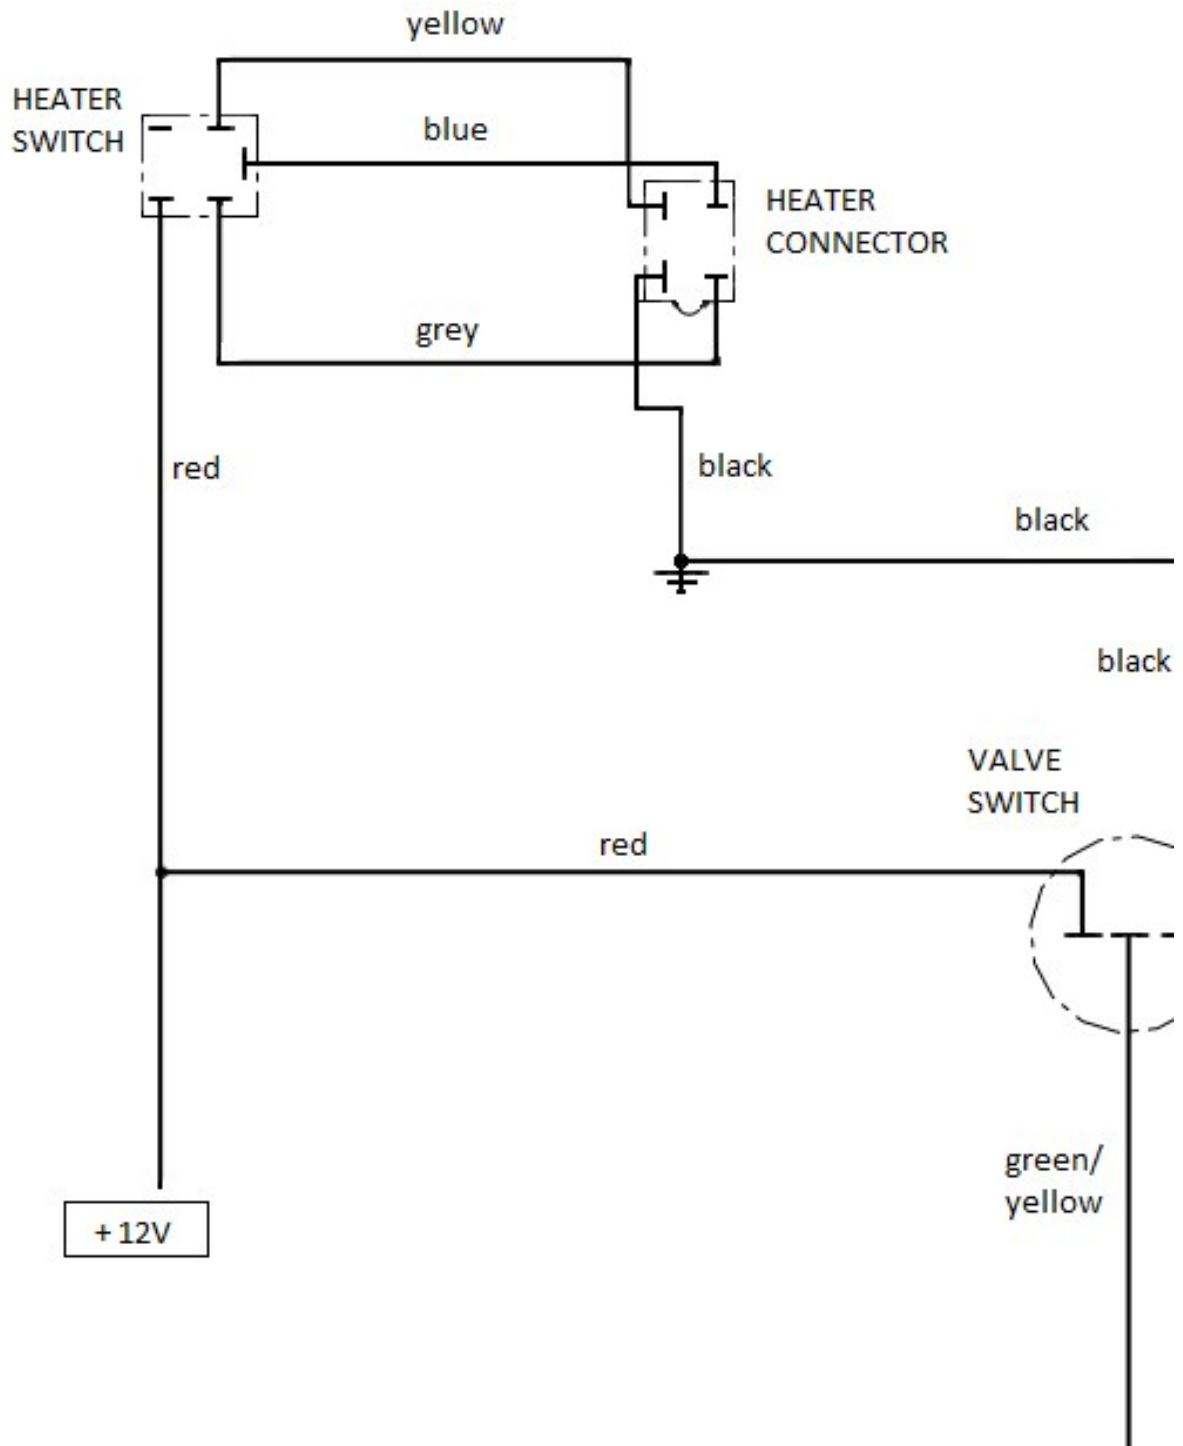 yellow
HEATER
SWITCH
blue
HEATER
CONNECTOR
grey
red
black
black
black
VALVE
SWITCH
red
green/
yellow
+ 12V